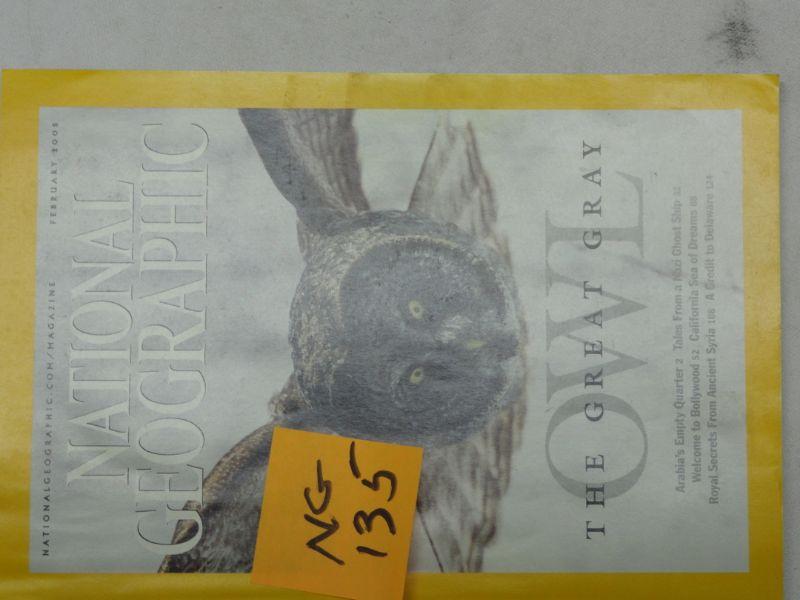 NATIONALGEOGRAPHIC.COM/MAGAZINE FEBRUARY 2005
NATIONAL
GEOGRAPHIC
THE GREAT GRAY
OWL
Arabia's Empty Quarter 2 Tales From a Nazi Ghost Ship 32
Welcome to Bollywood 52 California Sea of Dreams 88
Royal Secrets From Ancient Syria 108 A Credit to Delaware 124
NG-
135